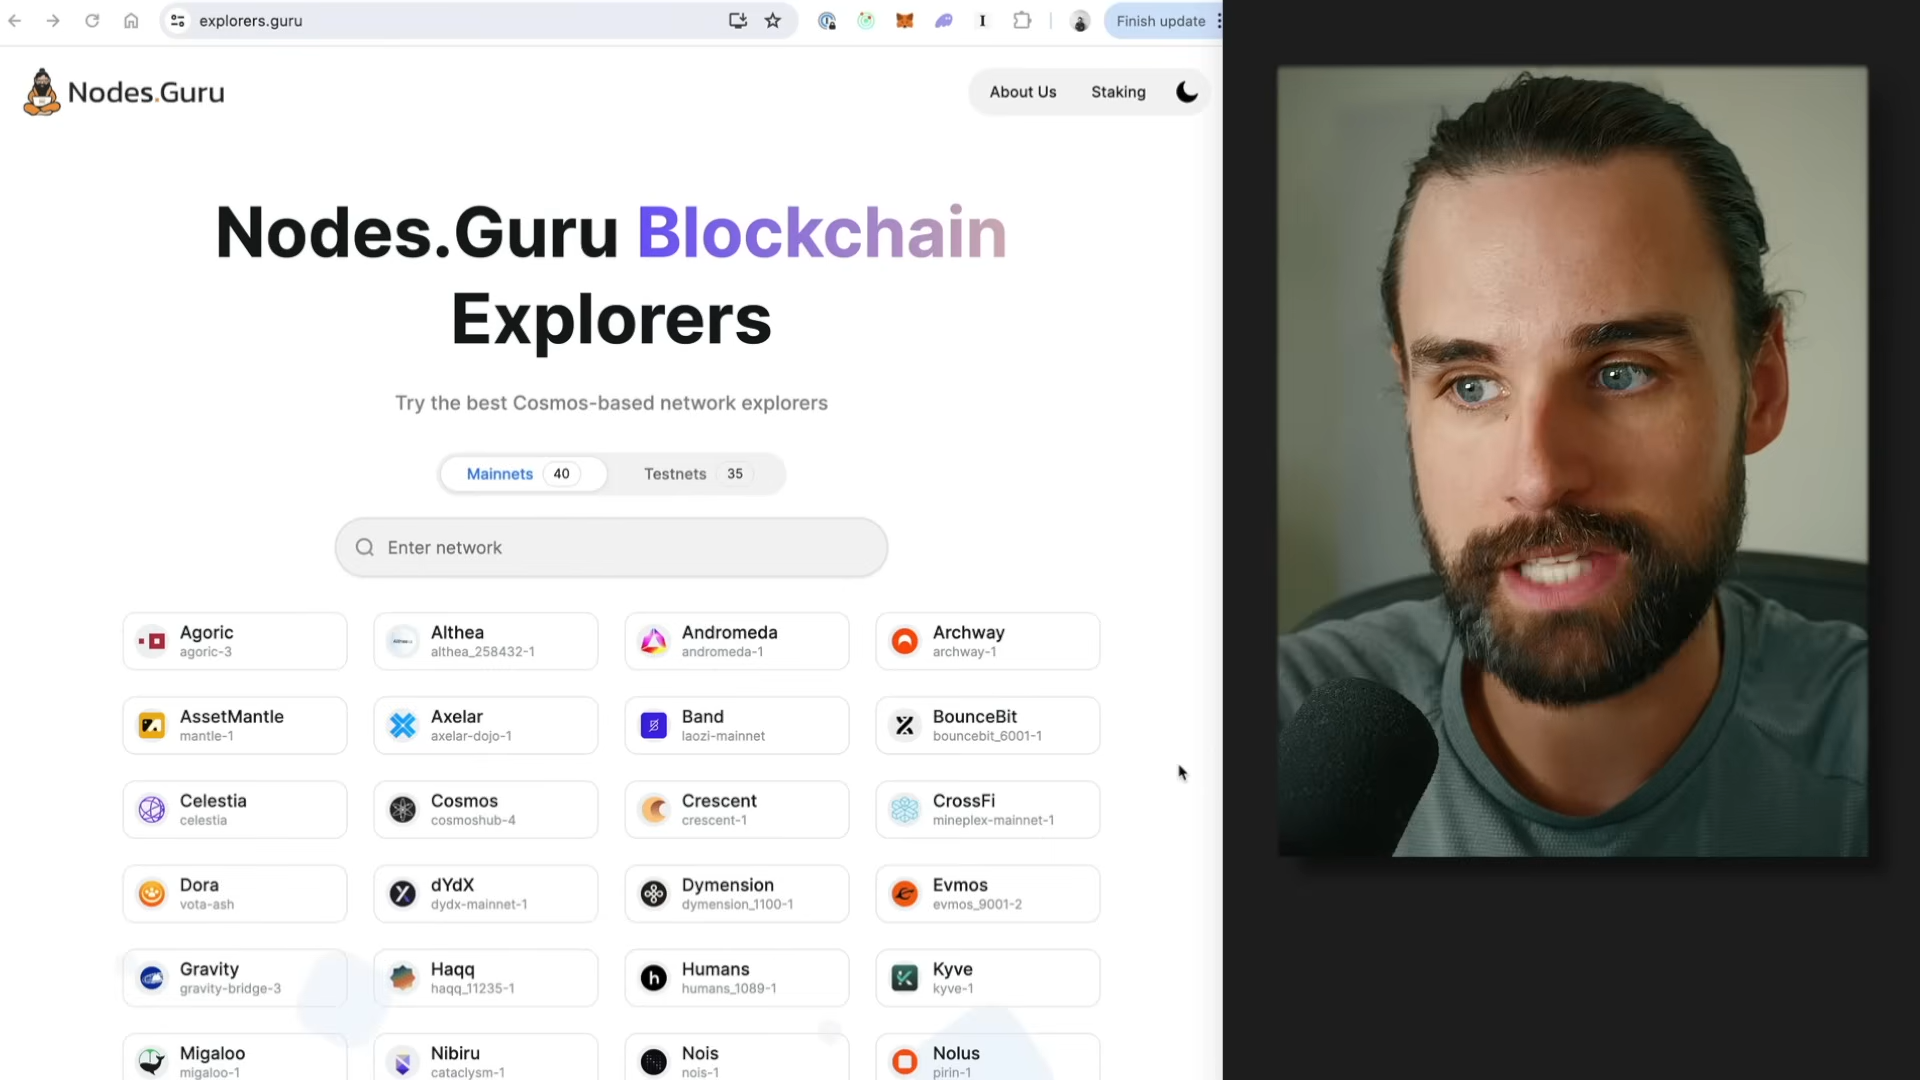 explorers.guru
Finish update
Nodes.Guru
About Us
Staking
Nodes.Guru Blockchain
Explorers
Try the best Cosmos-based network explorers
Mainnets 40
Testnets 35
Enter network
Agoric
agoric-3
Althea
althea_258432-1
Andromeda
andromeda-1
Archway
archway-1
AssetMantle
mantle-1
Axelar
axelar-dojo-1
Band
laozi-mainnet
BounceBit
bouncebit_6001-1
Celestia
celestia
Cosmos
cosmoshub-4
Crescent
crescent-1
CrossFi
mineplex-mainnet-1
Dora
vota-ash
dYdX
dydx-mainnet-1
Dymension
dymension_1100-1
Evmos
evmos_9001-2
Gravity
gravity-bridge-3
Haqq
haqq_11235-1
Humans
humans_1089-1
Kyve
kyve-1
Migaloo
migaloo-1
Nibiru
cataclysm-1
Nois
nois-1
Nolus
pirin-1